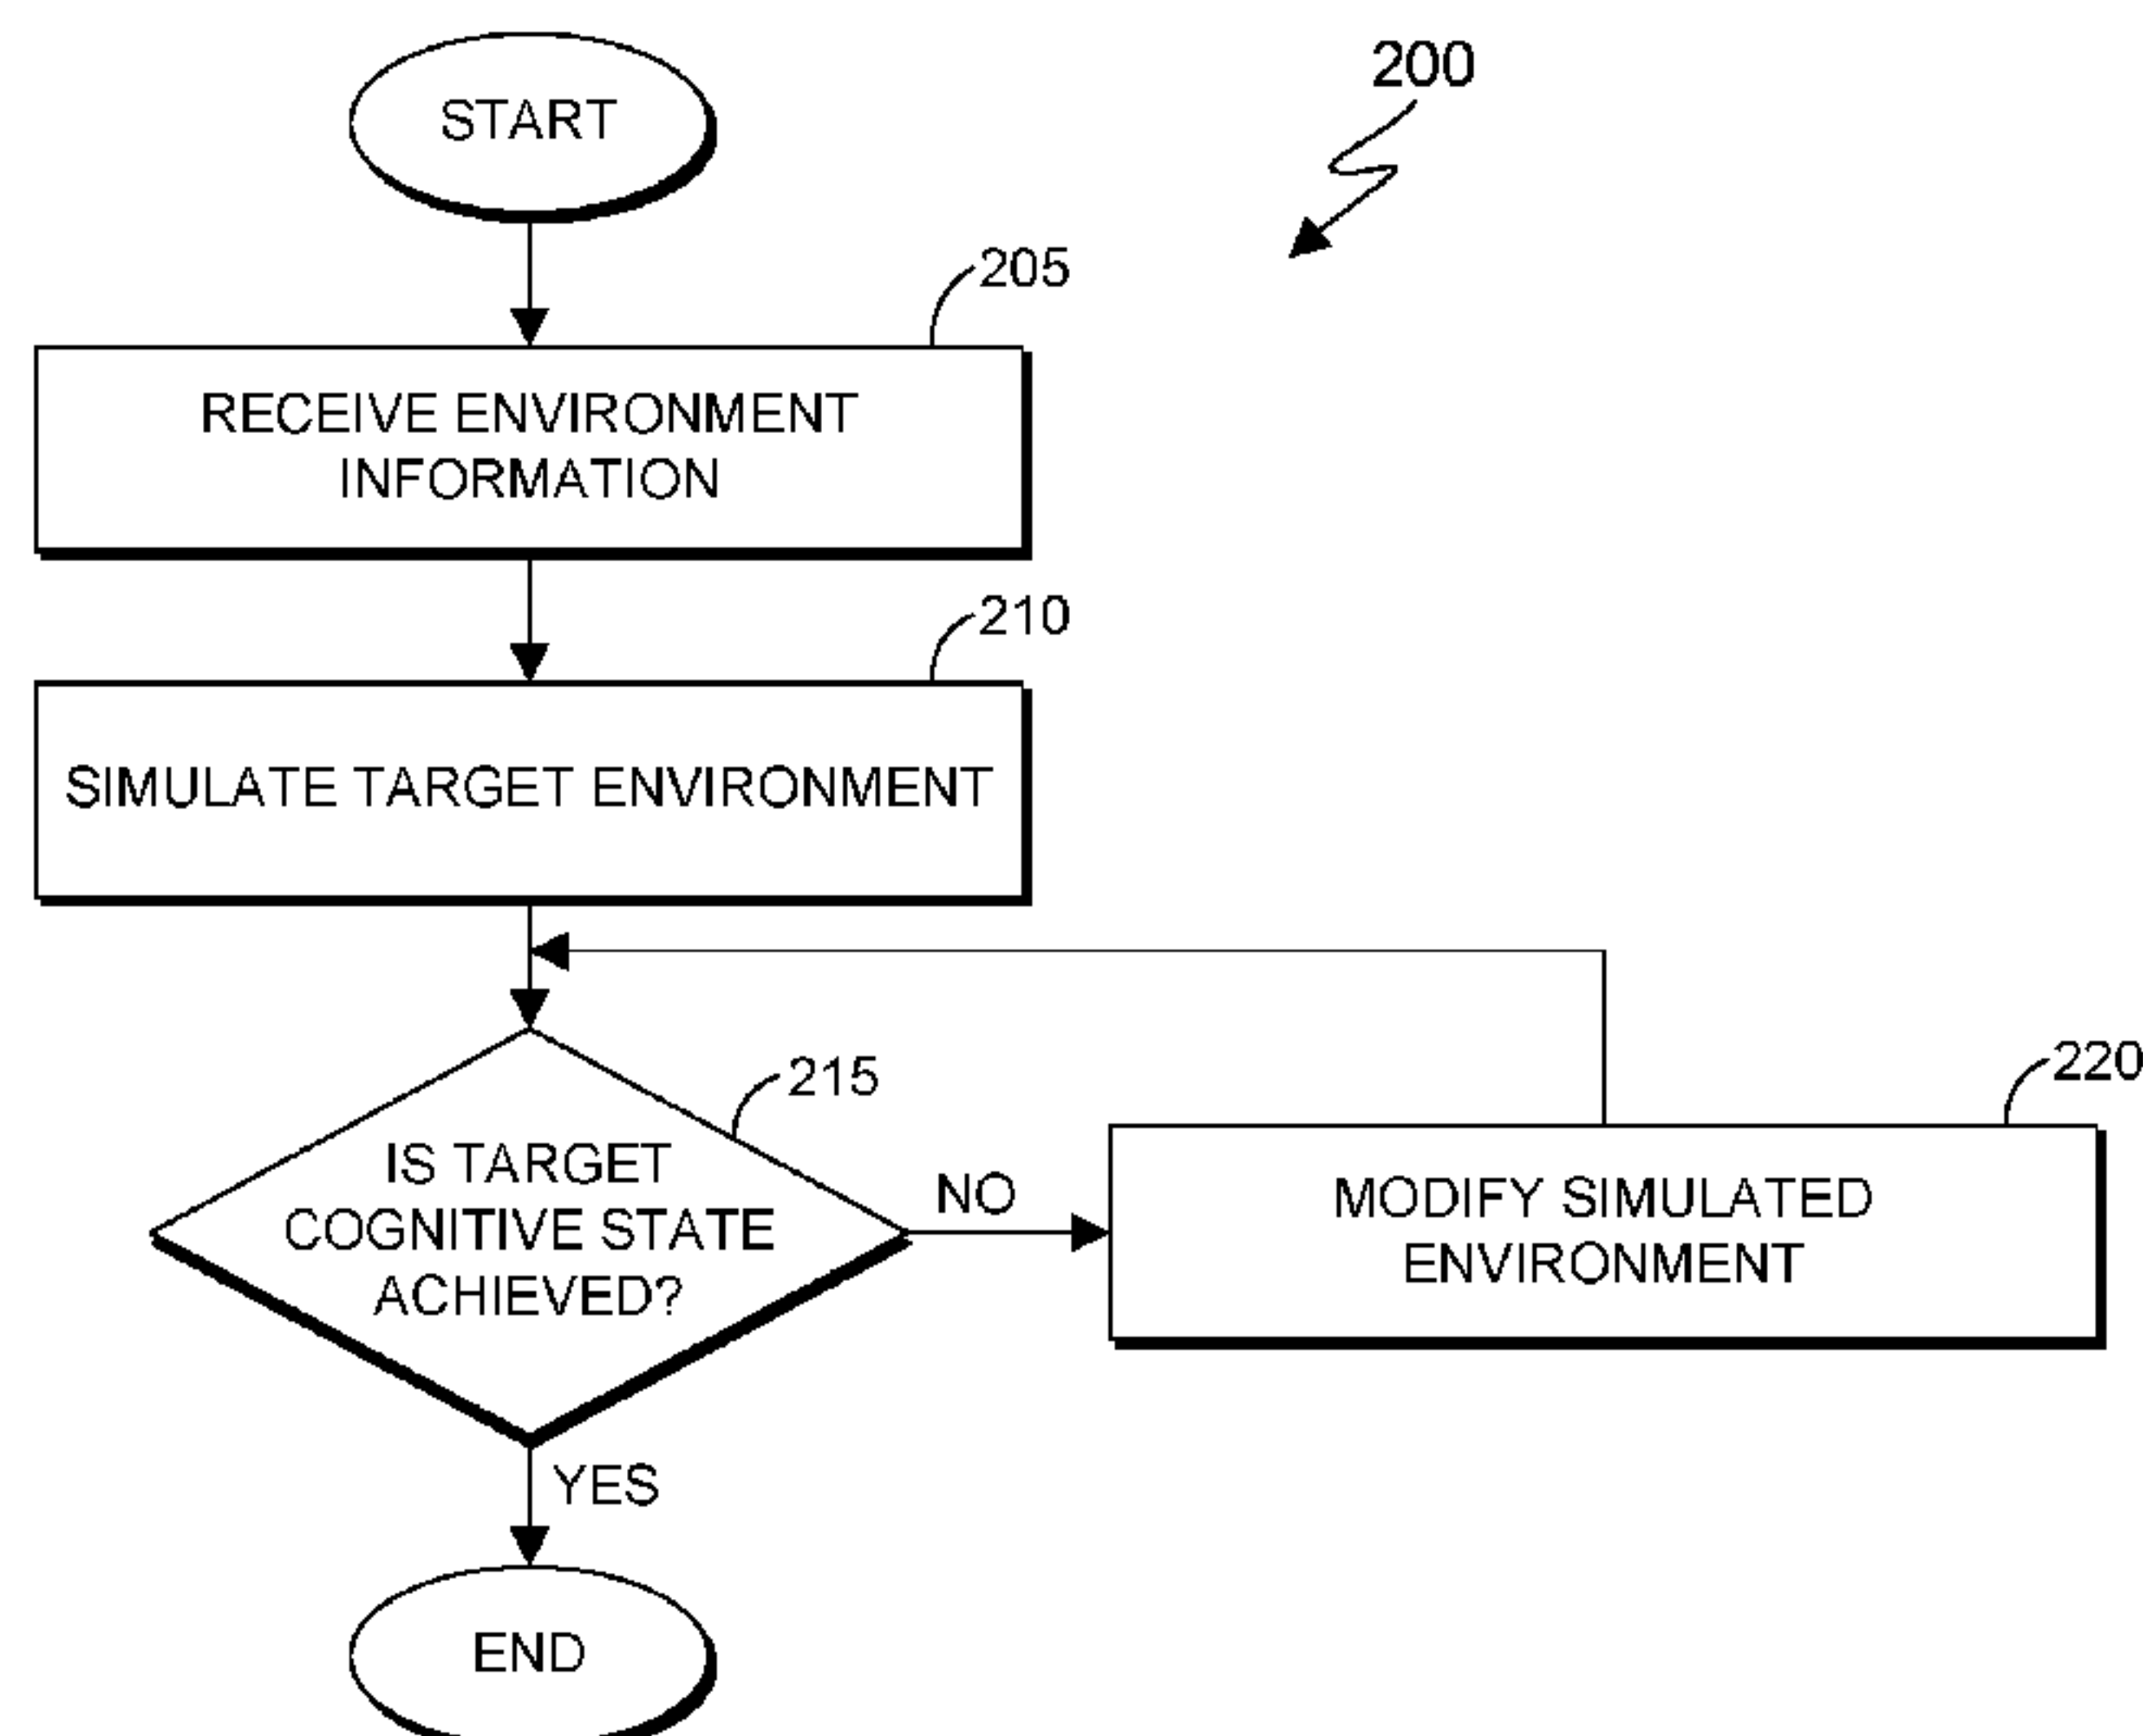 START
200
205
RECEIVE ENVIRONMENT
INFORMATION
210
SIMULATE TARGET ENVIRONMENT
215
IS TARGET
COGNITIVE STATE
ACHIEVED?
NO
220
MODIFY SIMULATED
ENVIRONMENT
YES
END